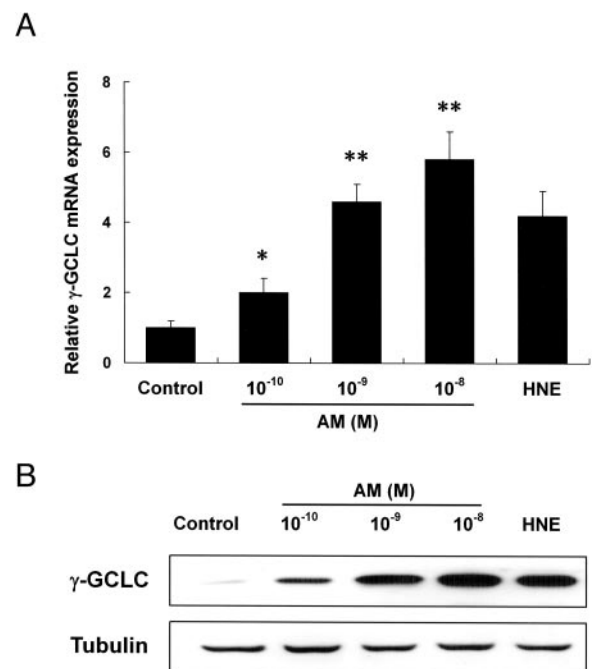 A
Relative γ-GCLC mRNA expression
8
6
4
2
0
*
**
**
Control 10⁻¹⁰ 10⁻⁹ 10⁻⁸ HNE
AM (M)
B
AM (M)
Control 10⁻¹⁰ 10⁻⁹ 10⁻⁸ HNE
γ-GCLC
Tubulin